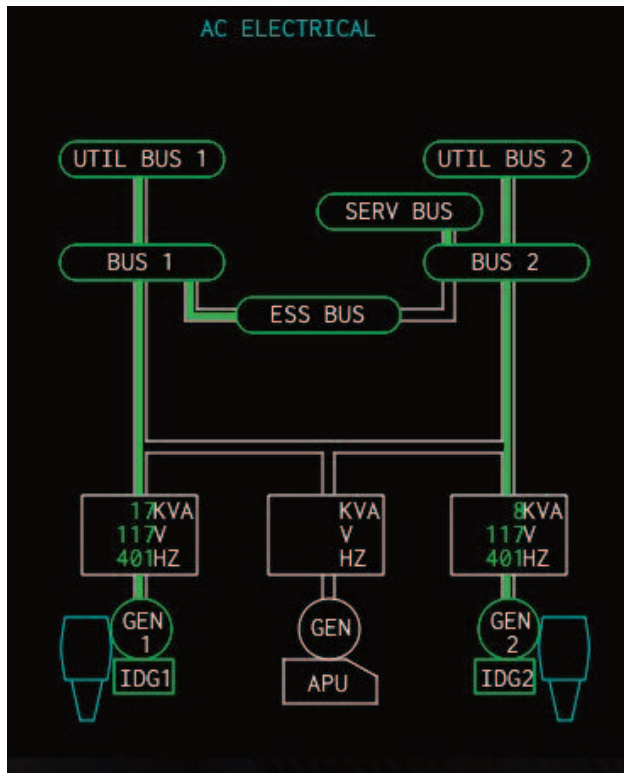 AC ELECTRICAL
UTIL BUS 1
UTIL BUS 2
SERV BUS
BUS 1
BUS 2
ESS BUS
17KVA
117V
401HZ
KVA
V
HZ
8KVA
117V
401HZ
GEN
1
GEN
GEN
2
IDG1
APU
IDG2